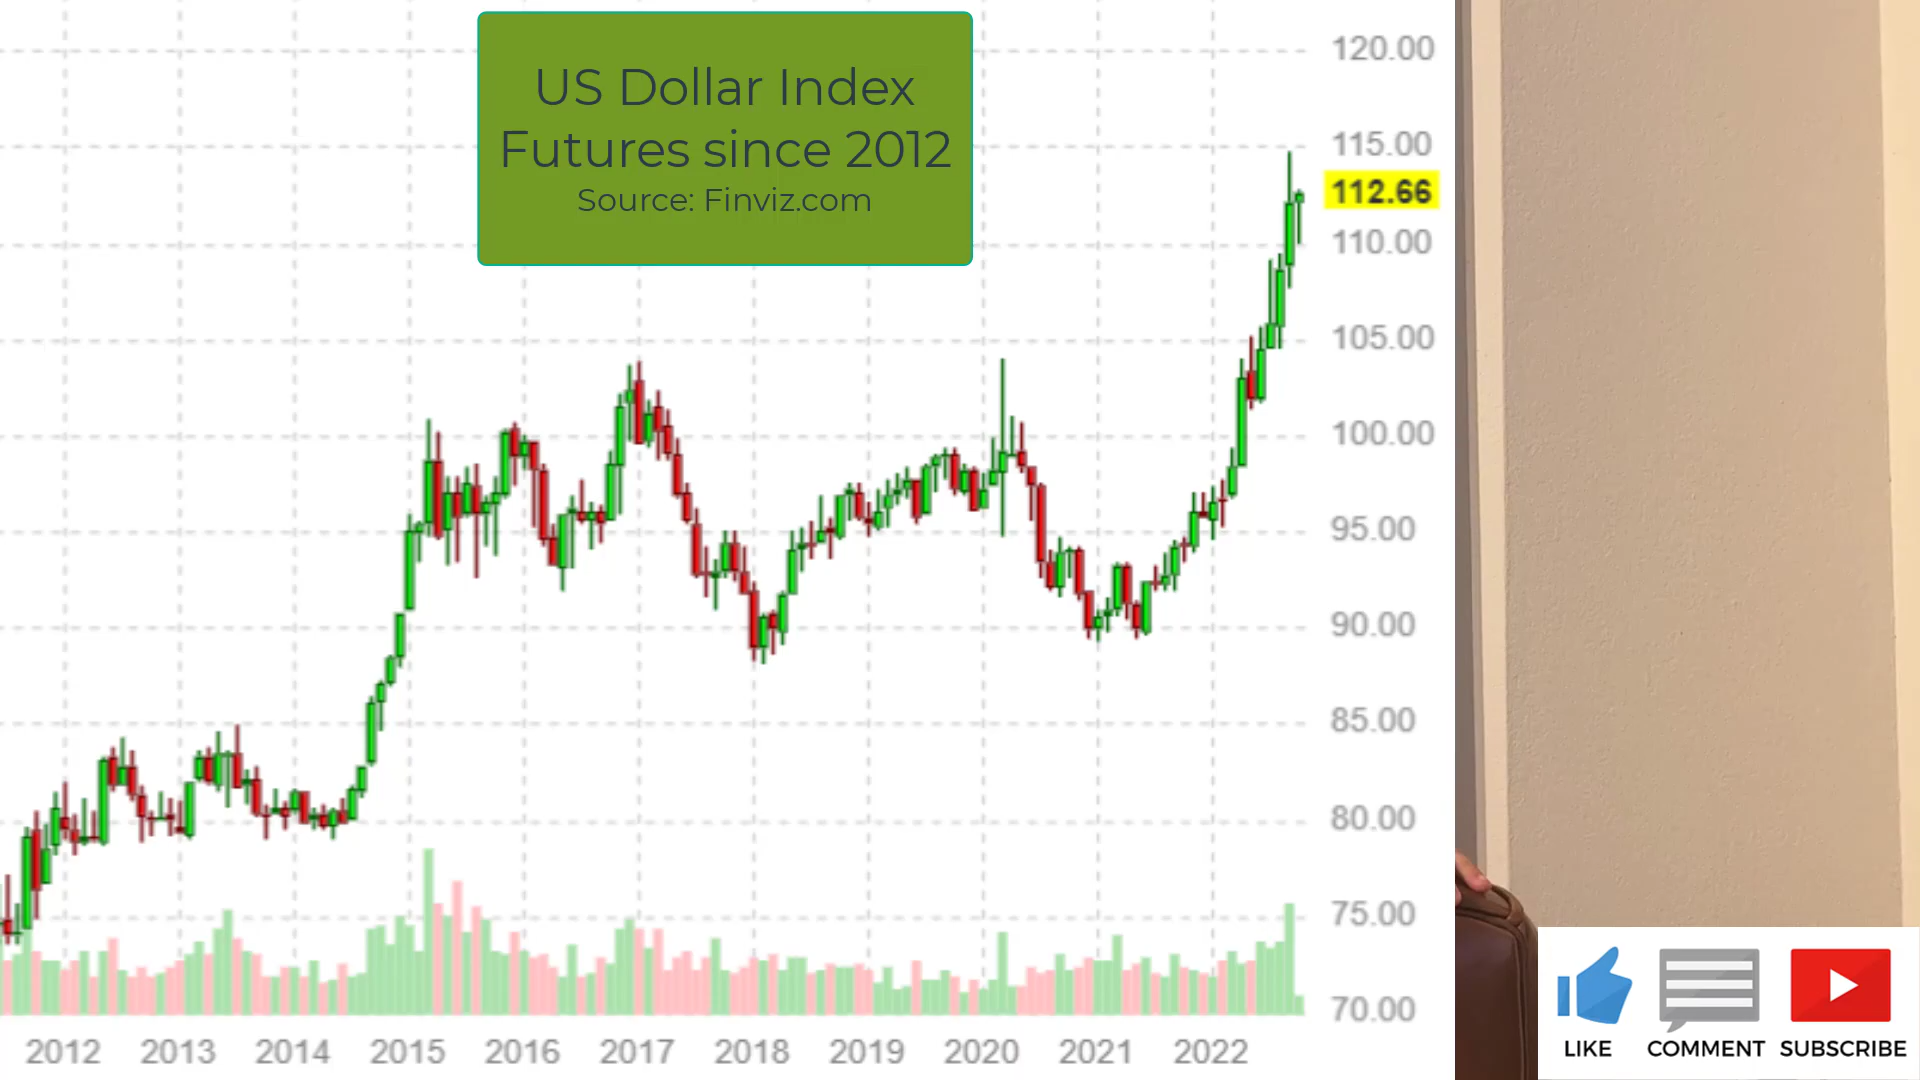 US Dollar Index
Futures since 2012
Source: Finviz.com
120.00
115.00
112.66
110.00
105.00
100.00
95.00
90.00
85.00
80.00
75.00
70.00
2012 2013 2014 2015 2016 2017 2018 2019 2020 2021 2022
LIKE COMMENT SUBSCRIBE